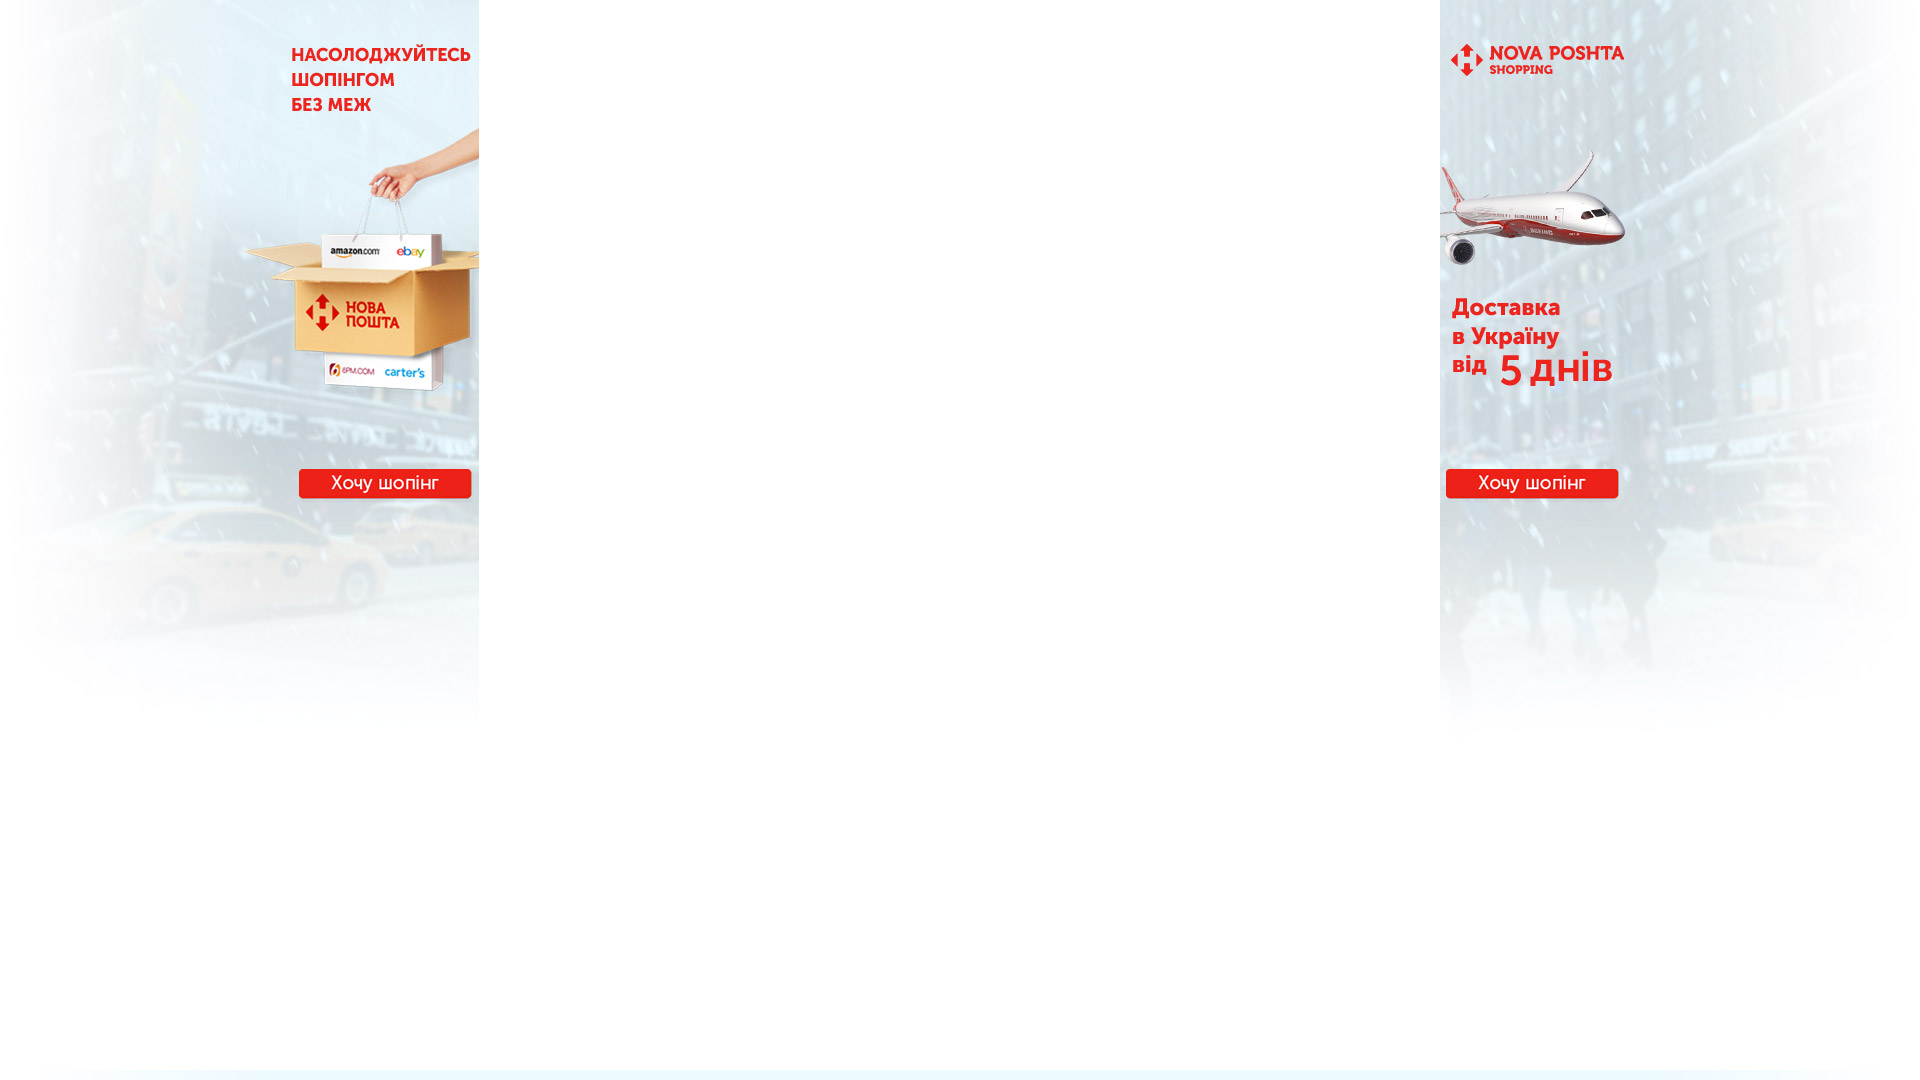 НАСОЛОДЖУЙТЕСЬ
ШОПІНГОМ
БЕЗ МЕЖ
amazon.com ebay
НОВА
ПОШТА
6PM.COM carter's
Хочу шопінг
NOVA POSHTA
SHOPPING
BOEING
Доставка
в Україну
від 5 днів
Хочу шопінг